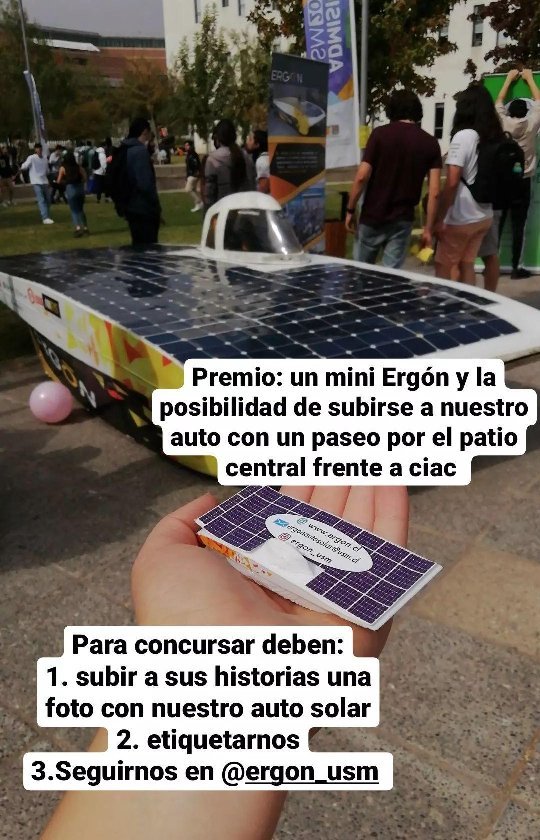 ADMISIÓN
USM20
ERGON
Premio: un mini Ergón y la
posibilidad de subirse a nuestro
auto con un paseo por el patio
central frente a ciac
www.ergon.cl
ergonautosolar@usm.cl
ergon_usm
Para concursar deben:
1. subir a sus historias una
foto con nuestro auto solar
2. etiquetarnos
3.Seguirnos en @ergon_usm